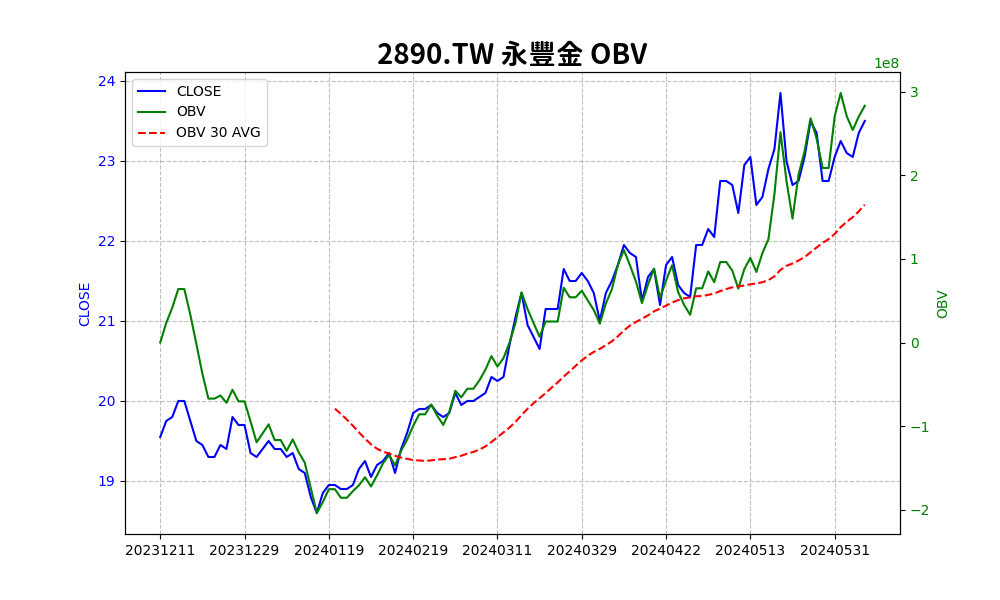 2890.TW 永豐金 OBV
1e8
CLOSE
OBV
OBV 30 AVG
24
23
22
21
20
19
CLOSE
3
2
1
0
−1
−2
OBV
20231211 20231229 20240119 20240219 20240311 20240329 20240422 20240513 20240531